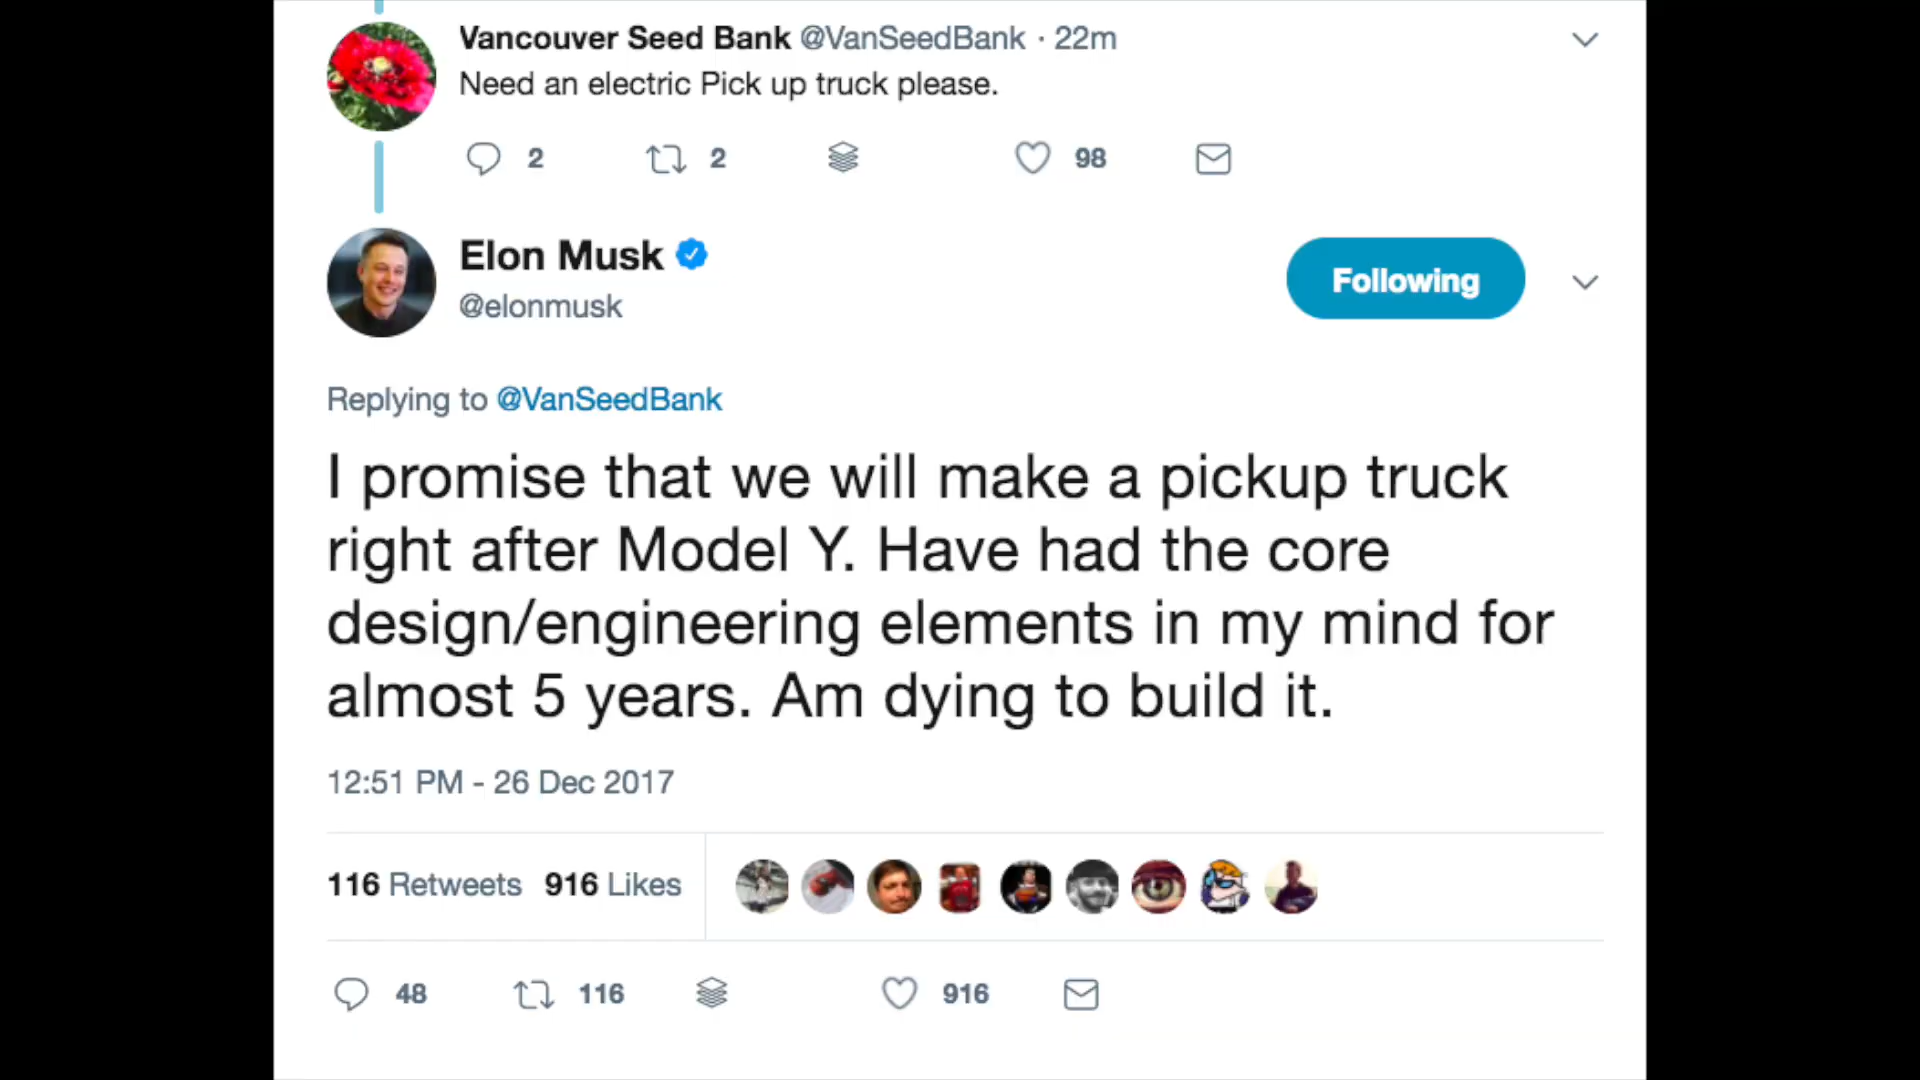 Vancouver Seed Bank @VanSeedBank · 22m
Need an electric Pick up truck please.
2 2 98
Elon Musk
@elonmusk
Following
Replying to @VanSeedBank
I promise that we will make a pickup truck
right after Model Y. Have had the core
design/engineering elements in my mind for
almost 5 years. Am dying to build it.
12:51 PM - 26 Dec 2017
116 Retweets 916 Likes
48 116 916